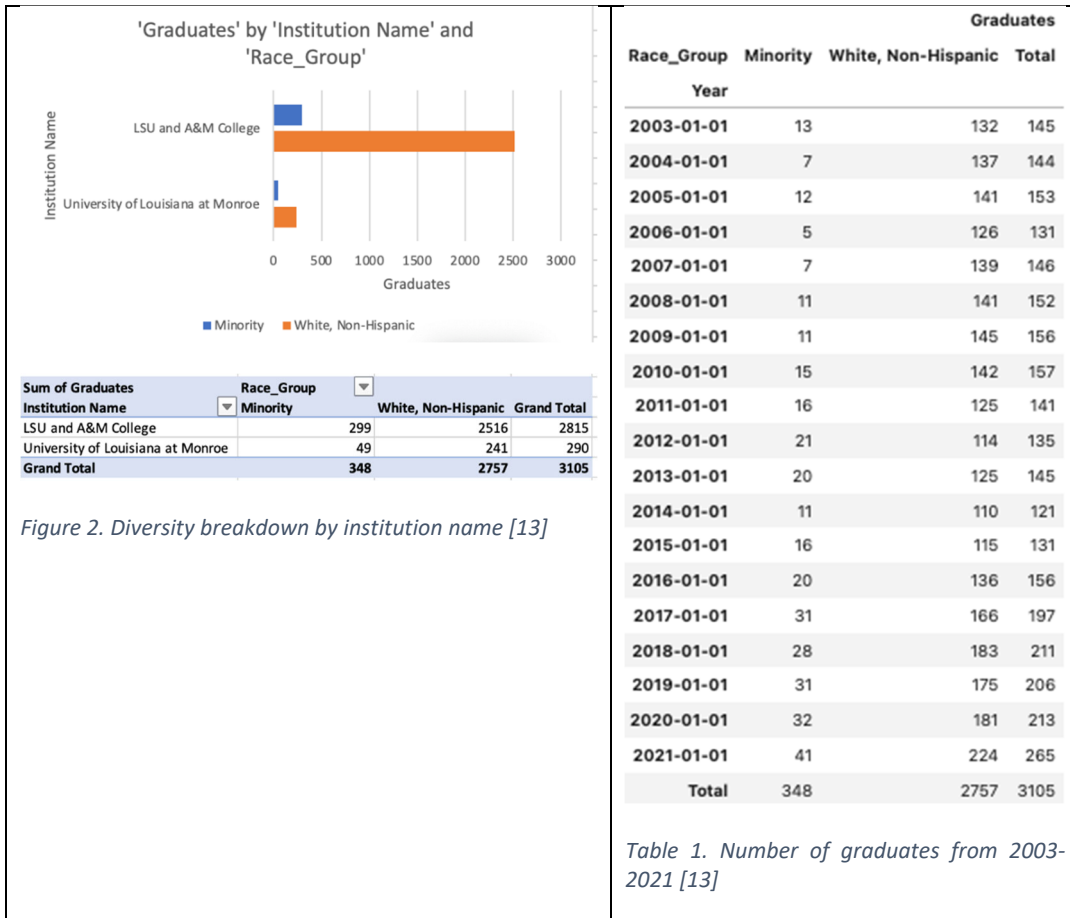 'Graduates' by 'Institution Name' and
'Race_Group'
Institution Name
LSU and A&M College
University of Louisiana at Monroe
0 500 1000 1500 2000 2500 3000
Graduates
Minority White, Non-Hispanic
Sum of Graduates Race_Group
Institution Name Minority White, Non-Hispanic Grand Total
LSU and A&M College 299 2516 2815
University of Louisiana at Monroe 49 241 290
Grand Total 348 2757 3105
Figure 2. Diversity breakdown by institution name [13]
Graduates
Race_Group Minority White, Non-Hispanic Total
Year
2003-01-01 13 132 145
2004-01-01 7 137 144
2005-01-01 12 141 153
2006-01-01 5 126 131
2007-01-01 7 139 146
2008-01-01 11 141 152
2009-01-01 11 145 156
2010-01-01 15 142 157
2011-01-01 16 125 141
2012-01-01 21 114 135
2013-01-01 20 125 145
2014-01-01 11 110 121
2015-01-01 16 115 131
2016-01-01 20 136 156
2017-01-01 31 166 197
2018-01-01 28 183 211
2019-01-01 31 175 206
2020-01-01 32 181 213
2021-01-01 41 224 265
Total 348 2757 3105
Table 1. Number of graduates from 2003-
2021 [13]